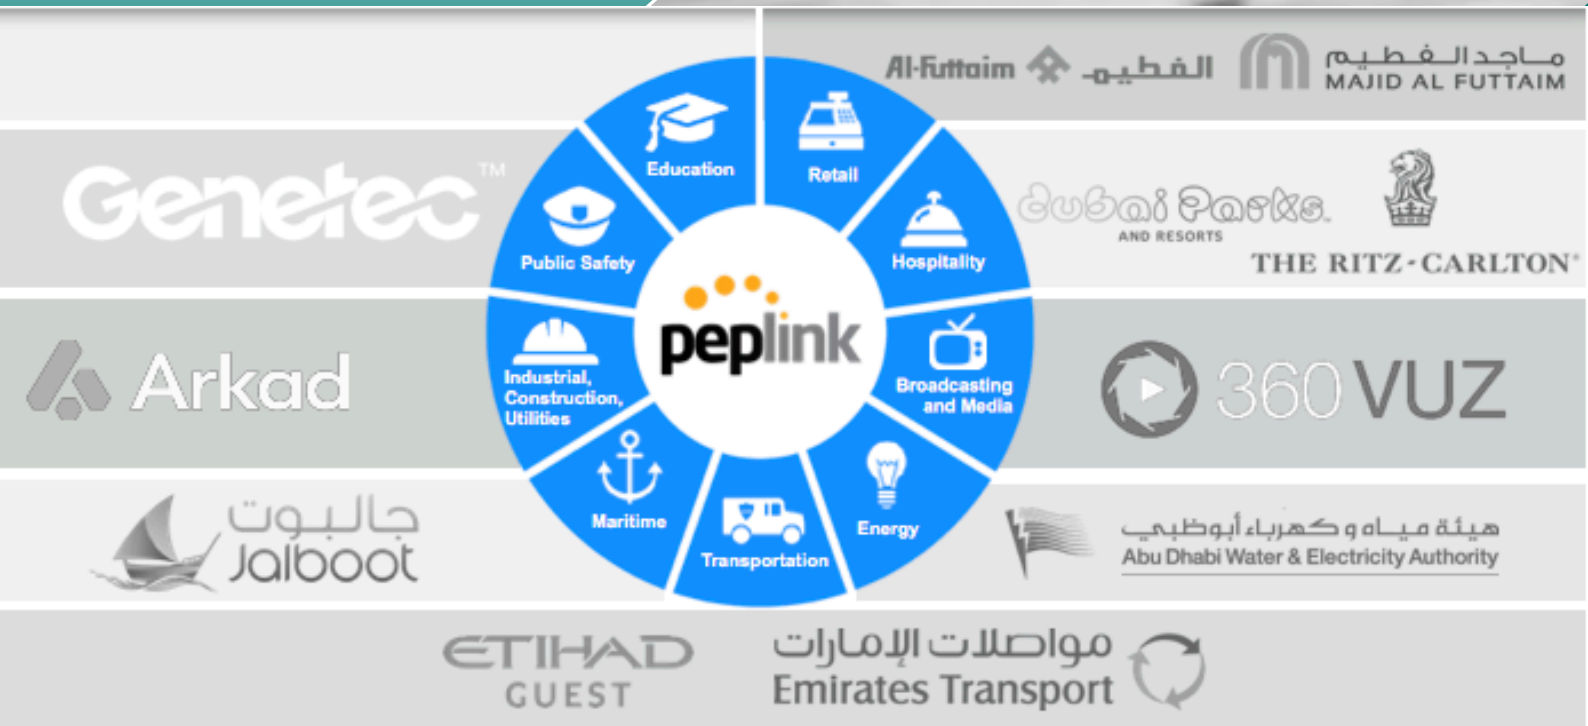 Al-Futtaim الفطيم
ماجد الفطيم
MAJID AL FUTTAIM
Education
Retail
Genetec™
Public Safety
Hospitality
dubai Parks
AND RESORTS
THE RITZ-CARLTON®
peplink
Arkad
Industrial,
Construction,
Utilities
Broadcasting
and Media
360 VUZ
جالبوت
Jalboot
Maritime
Transportation
Energy
هيئة مياه و كهرباء أبوظبي
Abu Dhabi Water & Electricity Authority
ETIHAD
GUEST
مواصلات الإمارات
Emirates Transport